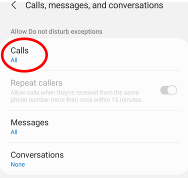 < Calls, messages, and conversations
Allow Do not disturb exceptions
Calls
All
Repeat callers
Allow calls when they're received from the same
phone number more than once within 15 minutes.
Messages
All
Conversations
None